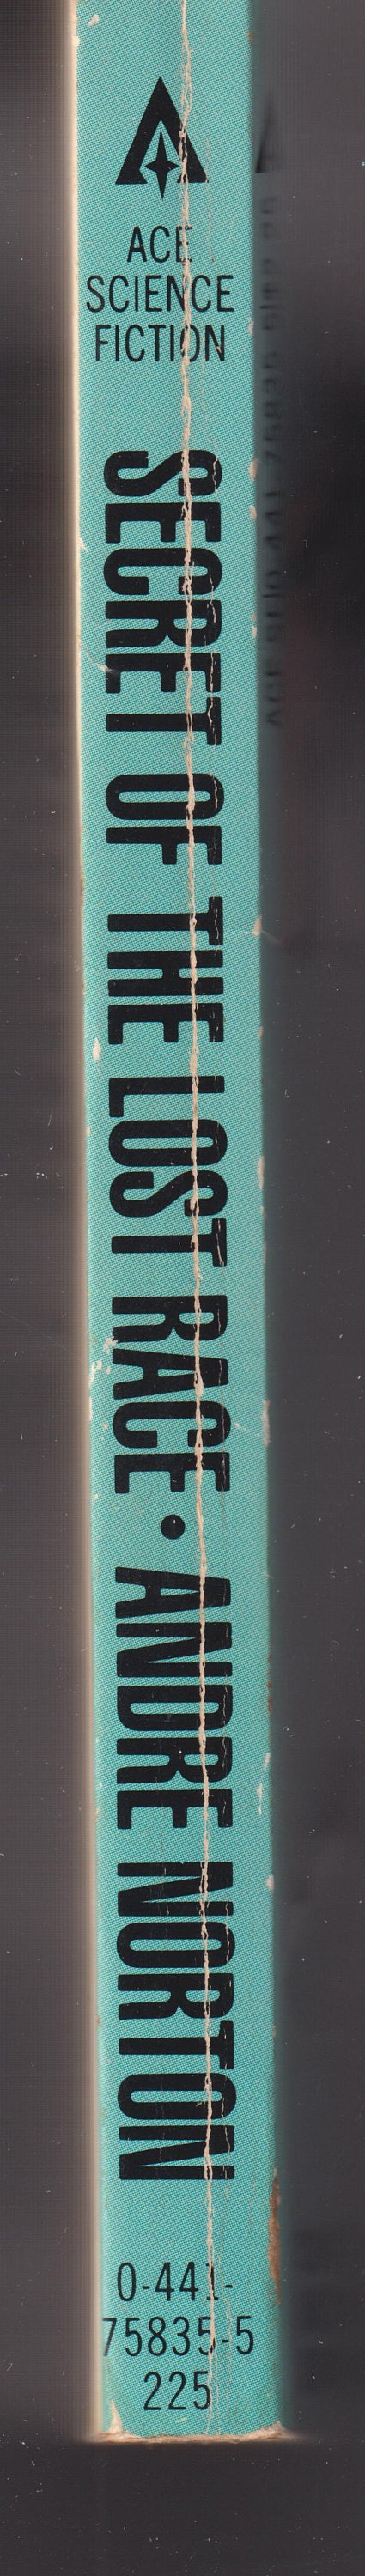 ACE
SCIENCE
FICTION
SECRET OF THE LOST RACE • ANDRE NORTON
0-441-
75835-5
225